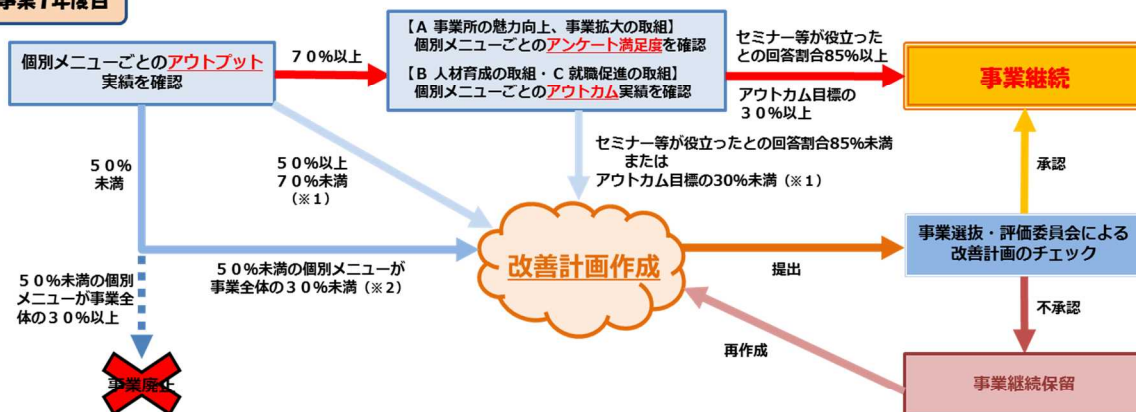 事業1年度目
個別メニューごとのアウトプット
実績を確認
70%以上
【A 事業所の魅力向上、事業拡大の取組】
個別メニューごとのアンケート満足度を確認
【B 人材育成の取組・C 就職促進の取組】
個別メニューごとのアウトカム実績を確認
セミナー等が役立った
との回答割合85%以上
アウトカム目標の
30%以上
事業継続
50%
未満
50%以上
70%未満
(※1)
セミナー等が役立ったとの回答割合85%未満
または
アウトカム目標の30%未満(※1)
承認
50%未満の個別メニューが
事業全体の30%未満(※2)
改善計画作成
提出
事業選抜・評価委員会による
改善計画のチェック
50%未満の個別
メニューが事業全
体の30%以上
不承認
再作成
事業廃止
事業継続保留